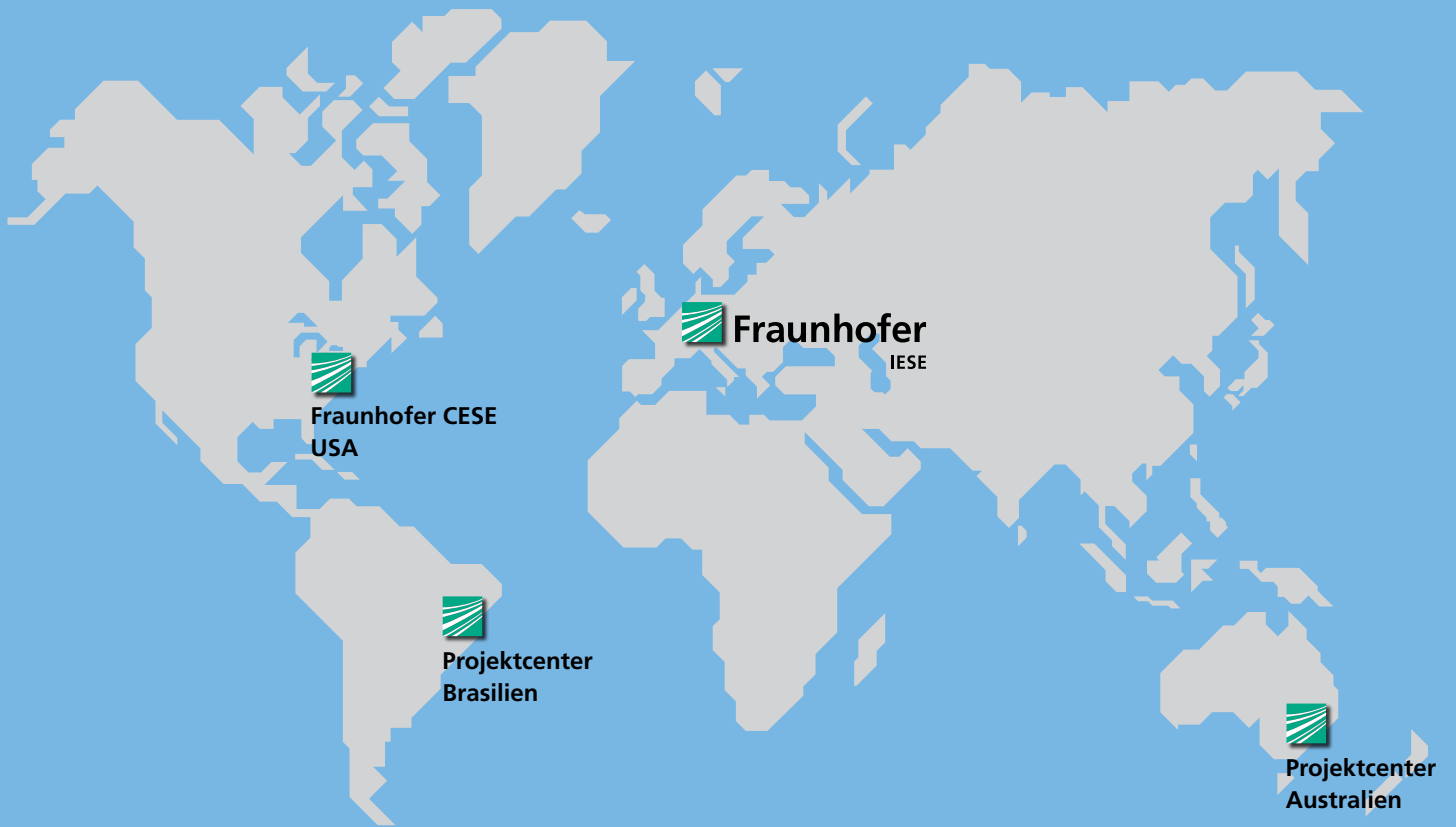 Fraunhofer
IESE
Fraunhofer CESE
USA
Projektcenter
Brasilien
Projektcenter
Australien